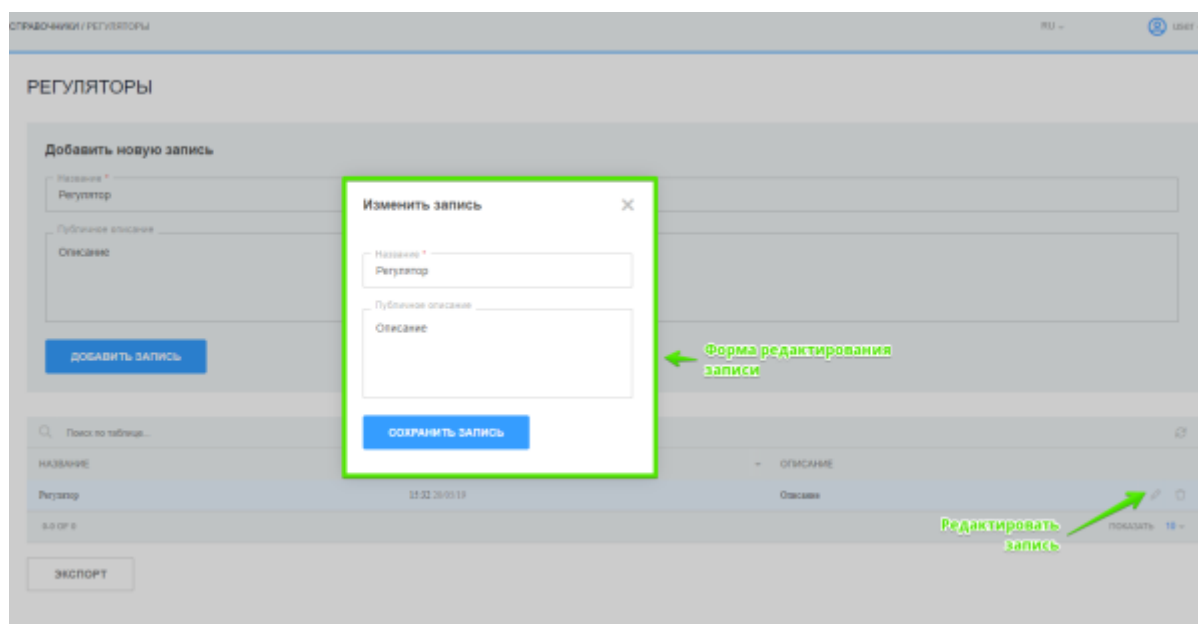 СПРАВОЧНИКИ / РЕГУЛЯТОРЫ
RU
user
РЕГУЛЯТОРЫ
Добавить новую запись
Название *
Регулятор
Публичное описание
Описание
ДОБАВИТЬ ЗАПИСЬ
Изменить запись
Название *
Регулятор
Публичное описание
Описание
СОХРАНИТЬ ЗАПИСЬ
Форма редактирования
записи
Поиск по таблице...
НАЗВАНИЕ
ОПИСАНИЕ
Регулятор
Описание
Редактировать
запись
ПОКАЗАТЬ 10
ЭКСПОРТ